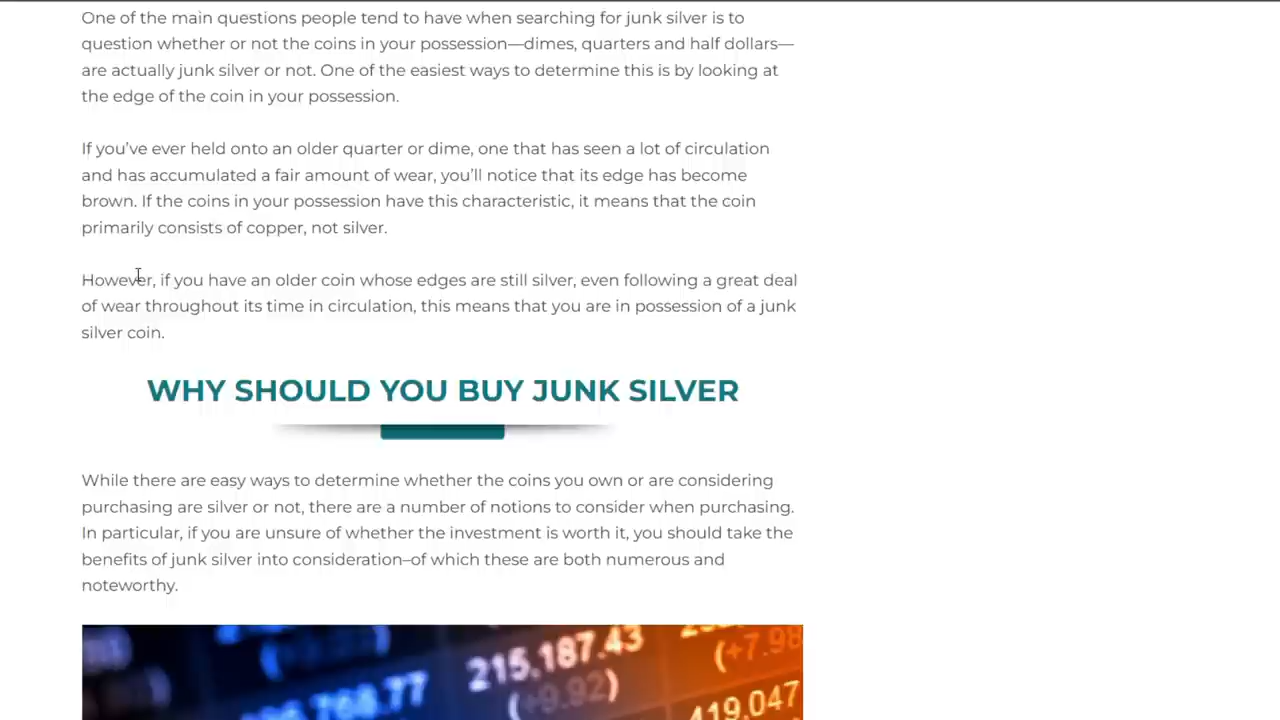 One of the main questions people tend to have when searching for junk silver is to
question whether or not the coins in your possession—dimes, quarters and half dollars—
are actually junk silver or not. One of the easiest ways to determine this is by looking at
the edge of the coin in your possession.
If you've ever held onto an older quarter or dime, one that has seen a lot of circulation
and has accumulated a fair amount of wear, you'll notice that its edge has become
brown. If the coins in your possession have this characteristic, it means that the coin
primarily consists of copper, not silver.
However, if you have an older coin whose edges are still silver, even following a great deal
of wear throughout its time in circulation, this means that you are in possession of a junk
silver coin.
WHY SHOULD YOU BUY JUNK SILVER
While there are easy ways to determine whether the coins you own or are considering
purchasing are silver or not, there are a number of notions to consider when purchasing.
In particular, if you are unsure of whether the investment is worth it, you should take the
benefits of junk silver into consideration–of which these are both numerous and
noteworthy.
215,187.43
(+7.98
(+9.92)
419,047